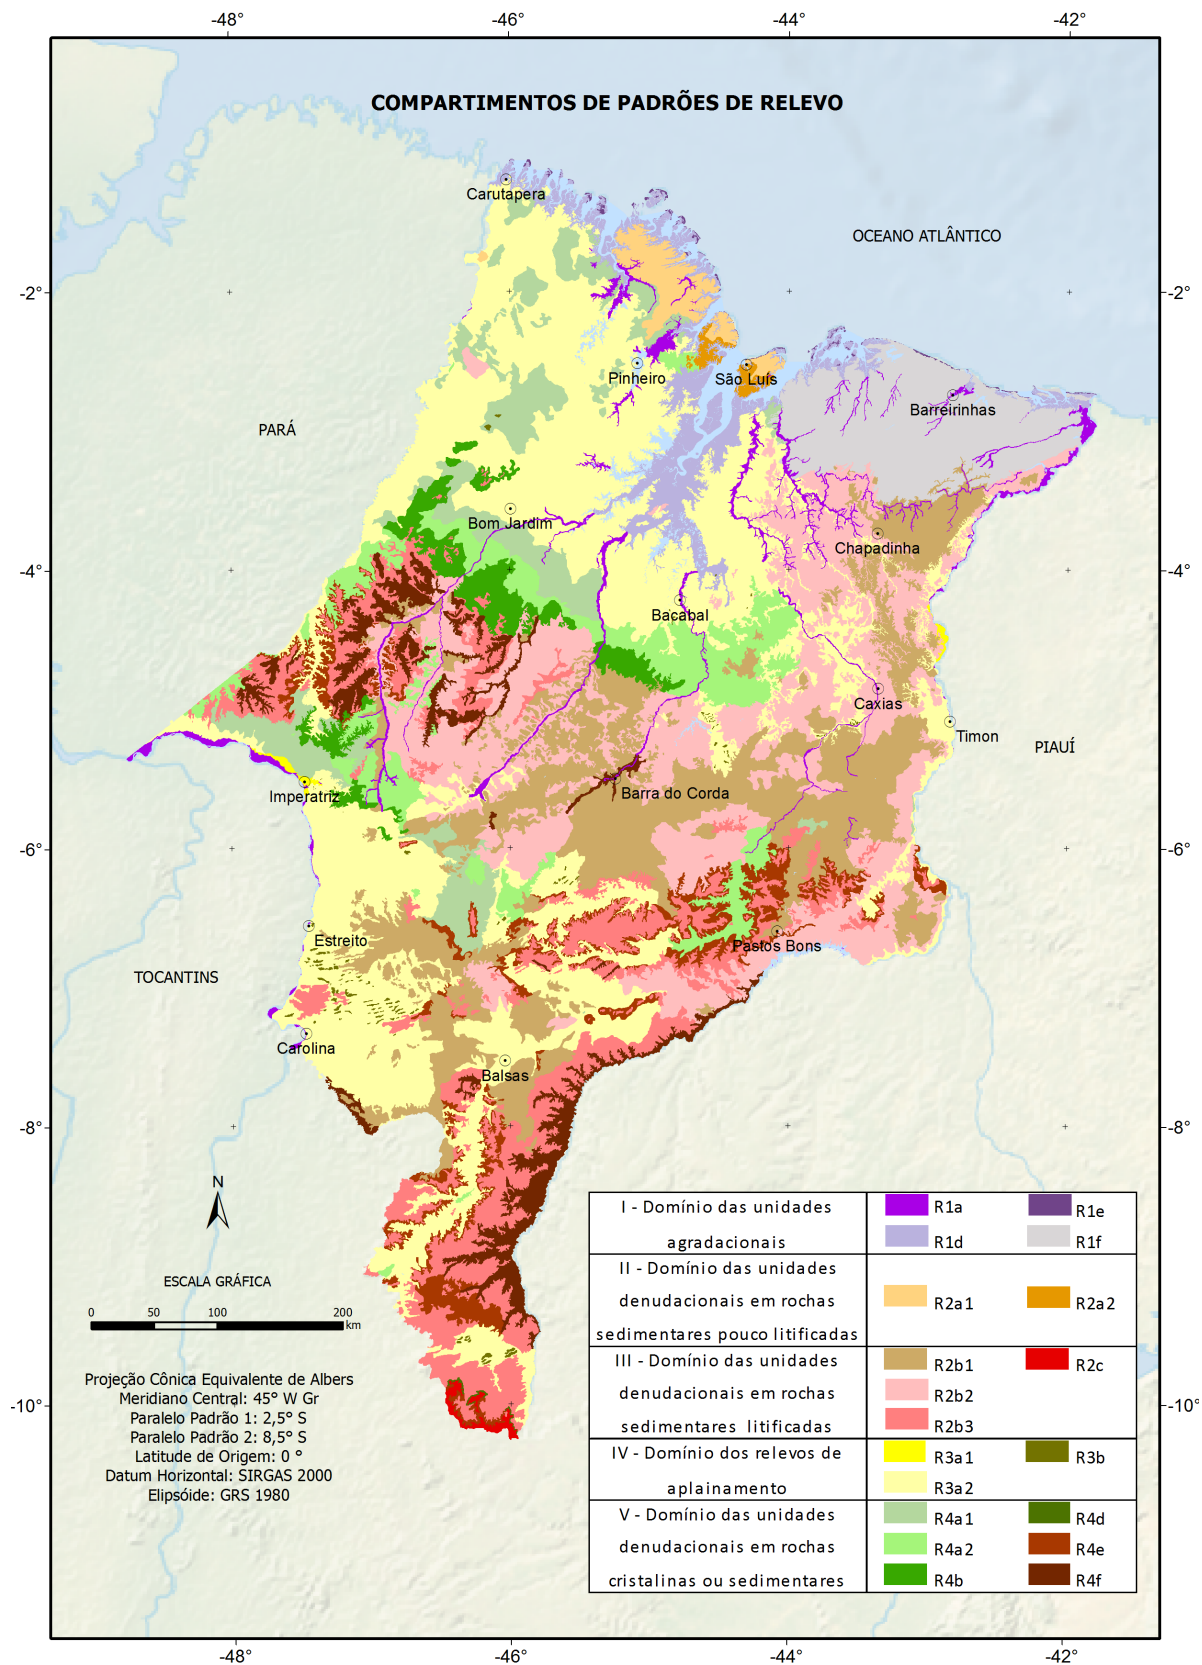 -48°
-46°
-44°
-42°
COMPARTIMENTOS DE PADRÕES DE RELEVO
Carutapera
OCEANO ATLÂNTICO
-2°
-2°
Pinheiro
São Luís
Barreirinhas
PARÁ
Bom Jardim
Chapadinha
-4°
-4°
Bacabal
Caxias
Timon
PIAUÍ
Imperatriz
Barra do Corda
-6°
-6°
Estreito
Pastos Bons
TOCANTINS
Carolina
Balsas
-8°
-8°
N
ESCALA GRÁFICA
0 50 100 200
km
Projeção Cônica Equivalente de Albers
Meridiano Central: 45° W Gr
Paralelo Padrão 1: 2,5° S
Paralelo Padrão 2: 8,5° S
Latitude de Origem: 0 °
Datum Horizontal: SIRGAS 2000
Elipsóide: GRS 1980
I - Domínio das unidades
agradacionais
R1a
R1e
R1d
R1f
II - Domínio das unidades
denudacionais em rochas
sedimentares pouco litificadas
R2a1
R2a2
III - Domínio das unidades
denudacionais em rochas
sedimentares litificadas
R2b1
R2c
R2b2
R2b3
IV - Domínio dos relevos de
aplainamento
R3a1
R3b
R3a2
V - Domínio das unidades
denudacionais em rochas
cristalinas ou sedimentares
R4a1
R4d
R4a2
R4e
R4b
R4f
-10°
-10°
-48°
-46°
-44°
-42°